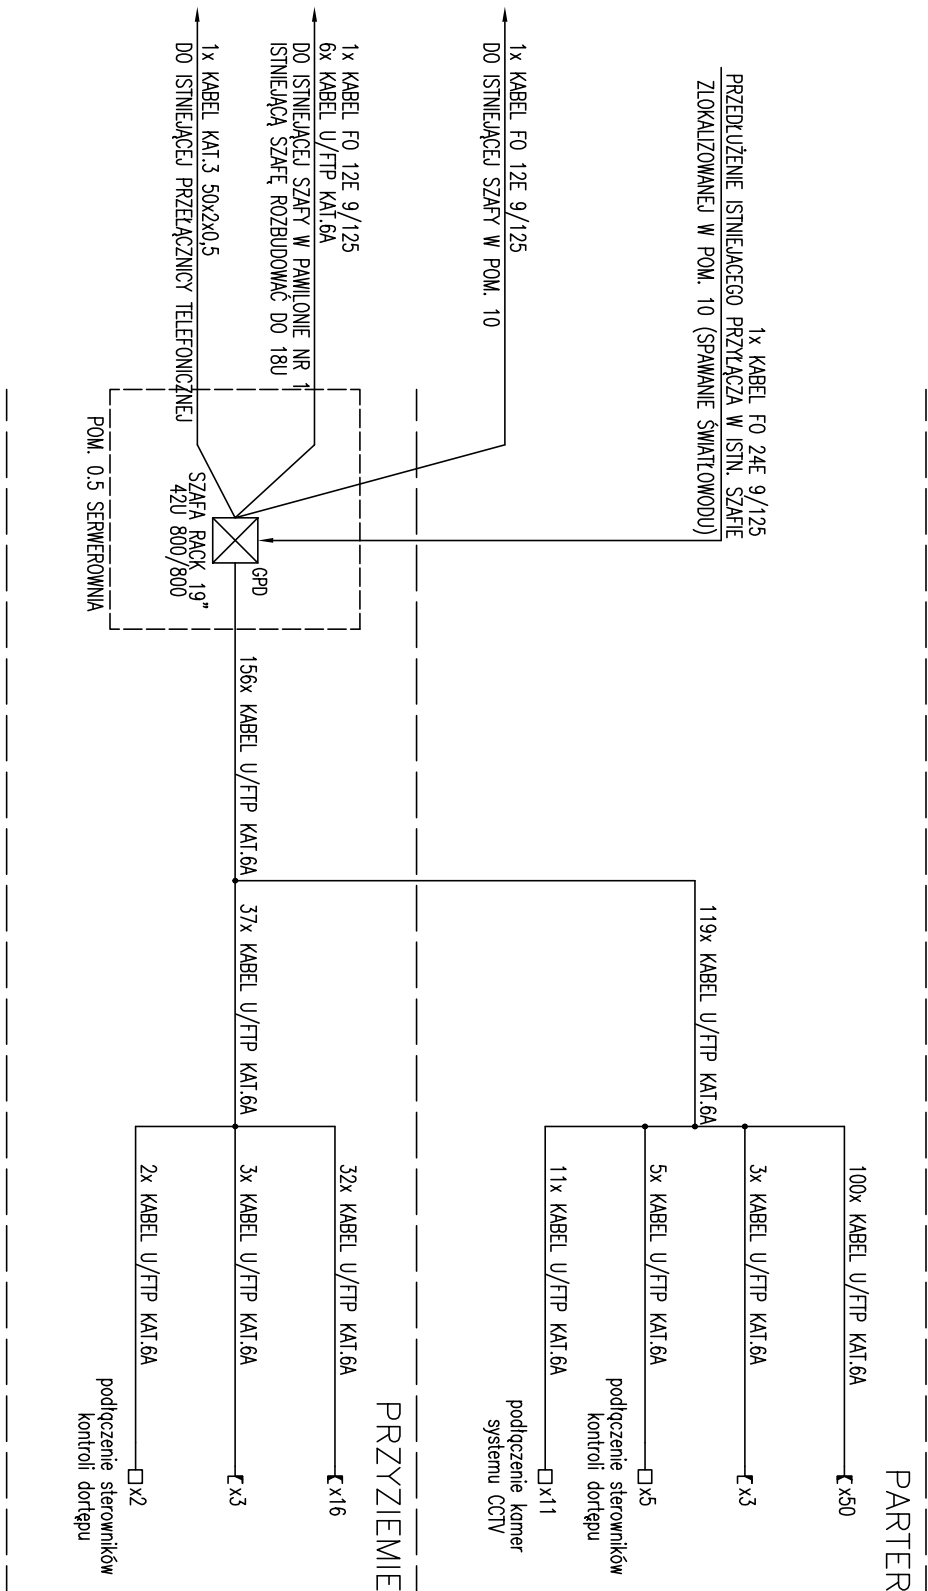 PARTER
1x KABEL FO 24E 9/125
PRZEDŁUŻENIE ISTNIEJACEGO PRZYŁĄCZA W ISTN. SZAFIE
ZLOKALIZOWANEJ W POM. 10 (SPAWANIE ŚWIATŁOWODU)
100x KABEL U/FTP KAT.6A
x50
3x KABEL U/FTP KAT.6A
x3
119x KABEL U/FTP KAT.6A
5x KABEL U/FTP KAT.6A
x5
podłączenie sterowników
kontroli dortępu
11x KABEL U/FTP KAT.6A
x11
podłączenie kamer
systemu CCTV
1x KABEL FO 12E 9/125
DO ISTNIEJĄCEJ SZAFY W POM. 10
PRZYZIEMIE
1x KABEL FO 12E 9/125
6x KABEL U/FTP KAT.6A
DO ISTNIEJĄCEJ SZAFY W PAWILONIE NR 1
ISTNIEJĄCĄ SZAFĘ ROZBUDOWAĆ DO 18U
32x KABEL U/FTP KAT.6A
x16
GPD
156x KABEL U/FTP KAT.6A
37x KABEL U/FTP KAT.6A
3x KABEL U/FTP KAT.6A
x3
1x KABEL KAT.3 50x2x0,5
DO ISTNIEJĄCEJ PRZEŁĄCZNICY TELEFONICZNEJ
SZAFA RACK 19"
42U 800/800
2x KABEL U/FTP KAT.6A
x2
podłączenie sterowników
kontroli dortępu
POM. 0.5 SERWEROWNIA